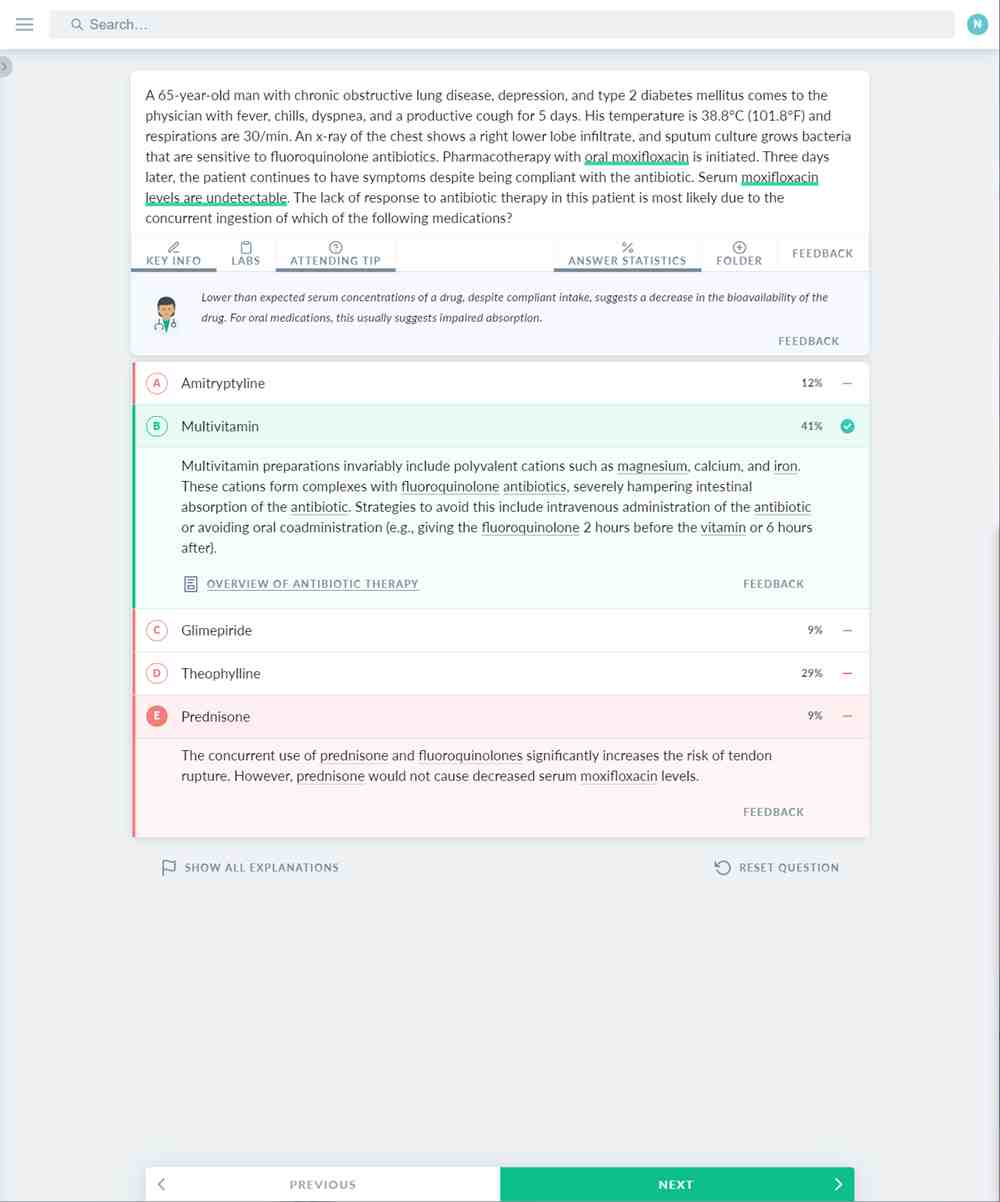 Search...
N
A 65-year-old man with chronic obstructive lung disease, depression, and type 2 diabetes mellitus comes to the
physician with fever, chills, dyspnea, and a productive cough for 5 days. His temperature is 38.8°C (101.8°F) and
respirations are 30/min. An x-ray of the chest shows a right lower lobe infiltrate, and sputum culture grows bacteria
that are sensitive to fluoroquinolone antibiotics. Pharmacotherapy with oral moxifloxacin is initiated. Three days
later, the patient continues to have symptoms despite being compliant with the antibiotic. Serum moxifloxacin
levels are undetectable. The lack of response to antibiotic therapy in this patient is most likely due to the
concurrent ingestion of which of the following medications?
KEY INFO LABS ATTENDING TIP ANSWER STATISTICS FOLDER FEEDBACK
Lower than expected serum concentrations of a drug, despite compliant intake, suggests a decrease in the bioavailability of the
drug. For oral medications, this usually suggests impaired absorption.
FEEDBACK
A Amitryptyline 12%
B Multivitamin 41%
Multivitamin preparations invariably include polyvalent cations such as magnesium, calcium, and iron.
These cations form complexes with fluoroquinolone antibiotics, severely hampering intestinal
absorption of the antibiotic. Strategies to avoid this include intravenous administration of the antibiotic
or avoiding oral coadministration (e.g., giving the fluoroquinolone 2 hours before the vitamin or 6 hours
after).
OVERVIEW OF ANTIBIOTIC THERAPY FEEDBACK
C Glimepiride 9%
D Theophylline 29%
E Prednisone 9%
The concurrent use of prednisone and fluoroquinolones significantly increases the risk of tendon
rupture. However, prednisone would not cause decreased serum moxifloxacin levels.
FEEDBACK
SHOW ALL EXPLANATIONS RESET QUESTION
PREVIOUS NEXT